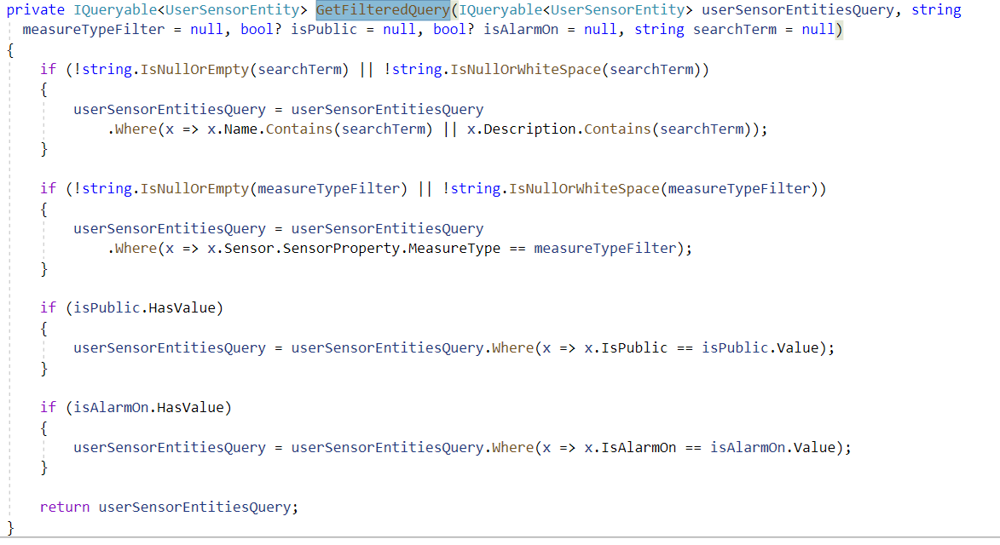 private IQueryable<UserSensorEntity> GetFilteredQuery(IQueryable<UserSensorEntity> userSensorEntitiesQuery, string
measureTypeFilter = null, bool? isPublic = null, bool? isAlarmOn = null, string searchTerm = null)
{
    if (!string.IsNullOrEmpty(searchTerm) || !string.IsNullOrWhiteSpace(searchTerm))
    {
        userSensorEntitiesQuery = userSensorEntitiesQuery
            .Where(x => x.Name.Contains(searchTerm) || x.Description.Contains(searchTerm));
    }

    if (!string.IsNullOrEmpty(measureTypeFilter) || !string.IsNullOrWhiteSpace(measureTypeFilter))
    {
        userSensorEntitiesQuery = userSensorEntitiesQuery
            .Where(x => x.Sensor.SensorProperty.MeasureType == measureTypeFilter);
    }

    if (isPublic.HasValue)
    {
        userSensorEntitiesQuery = userSensorEntitiesQuery.Where(x => x.IsPublic == isPublic.Value);
    }

    if (isAlarmOn.HasValue)
    {
        userSensorEntitiesQuery = userSensorEntitiesQuery.Where(x => x.IsAlarmOn == isAlarmOn.Value);
    }

    return userSensorEntitiesQuery;
}